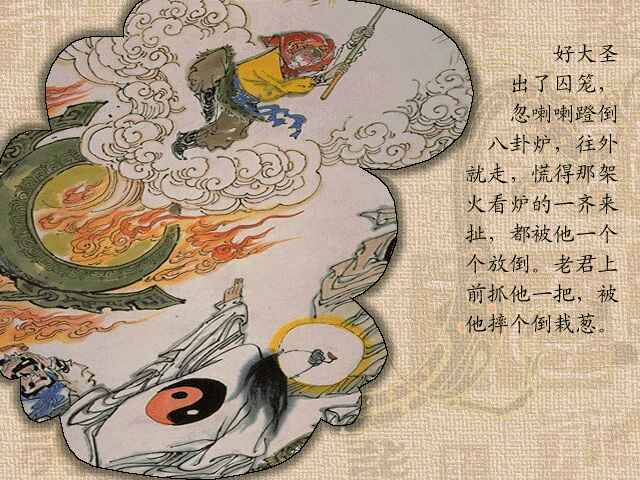 好大圣
出了囚笼，
忽喇喇蹬倒
八卦炉，往外
就走，慌得那架
火看炉的一齐来
扯，都被他一个
个放倒。老君上
前抓他一把，被
他摔个倒栽葱。